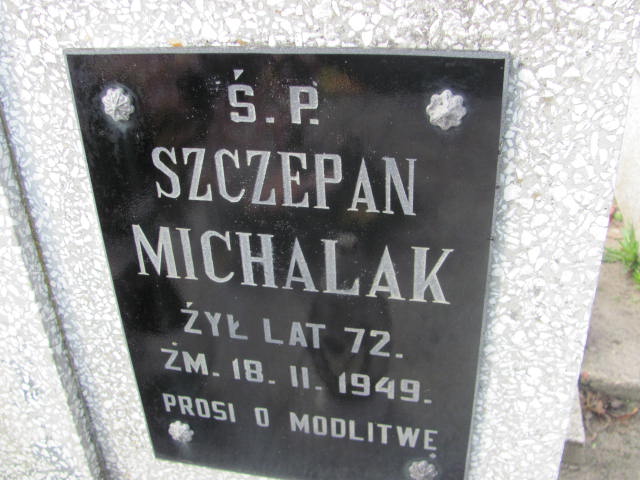 Ś. P.
SZCZEPAN
MICHALAK
ŻYŁ LAT 72.
ZM. 18. II. 1949.
PROSI O MODLITWĘ